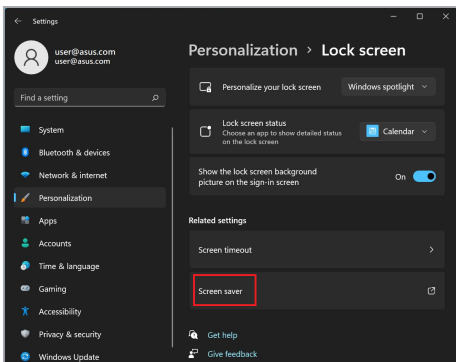 Settings
user@asus.com
user@asus.com
Find a setting
System
Bluetooth & devices
Network & internet
Personalization
Apps
Accounts
Time & language
Gaming
Accessibility
Privacy & security
Windows Update
Personalization > Lock screen
Personalize your lock screen
Windows spotlight
Lock screen status
Choose an app to show detailed status
on the lock screen
Calendar
Show the lock screen background
picture on the sign-in screen
On
Related settings
Screen timeout
Screen saver
Get help
Give feedback